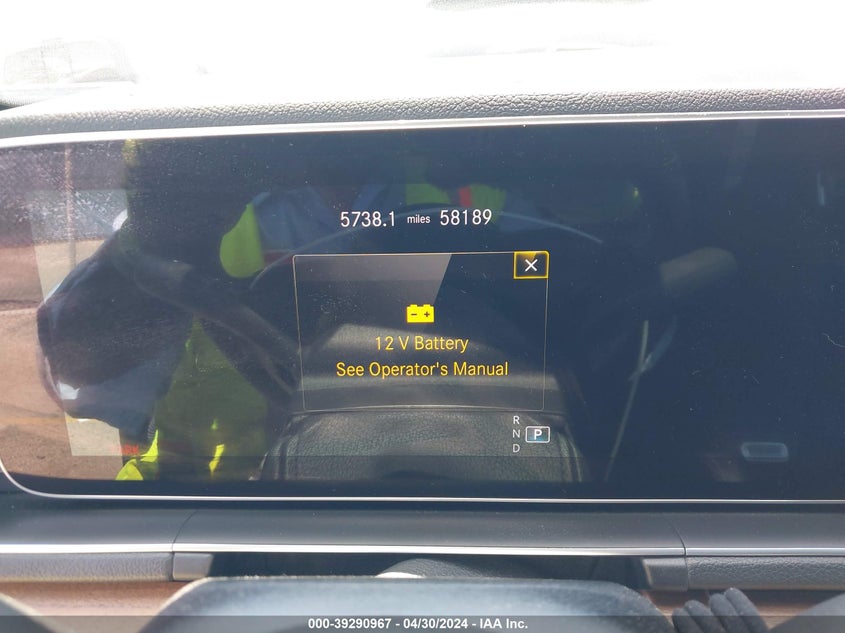 5738.1 miles 58189
12 V Battery
See Operator's Manual
R
N P
D
000-39290967 - 04/30/2024 - IAA Inc.